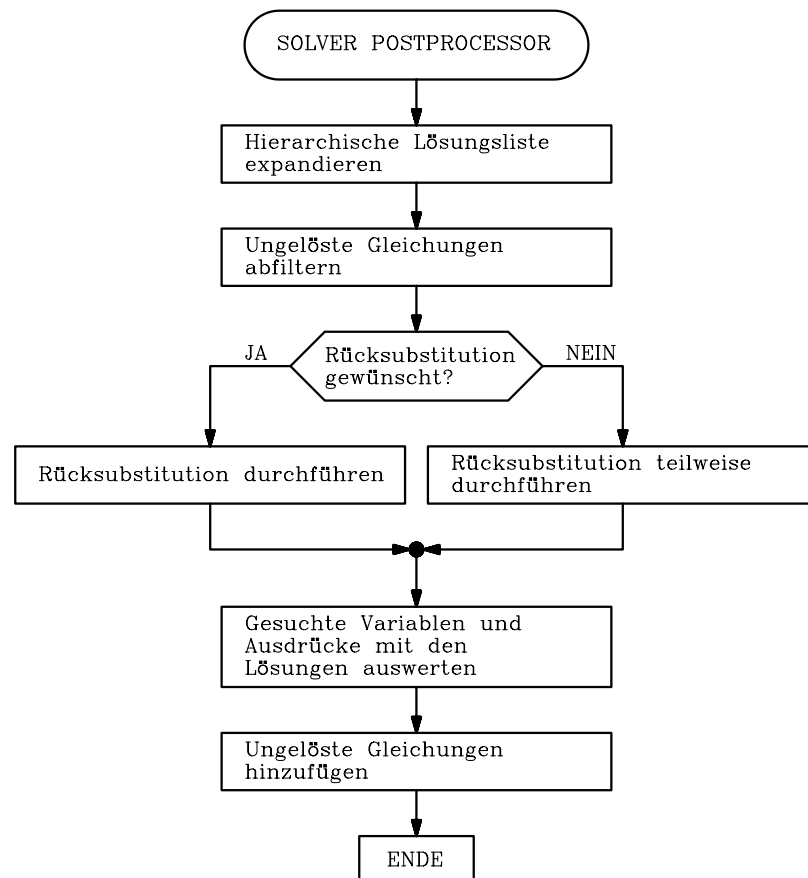 SOLVER POSTPROCESSOR
Hierarchische Lösungsliste
expandieren
Ungelöste Gleichungen
abfiltern
JA
Rücksubstitution
gewünscht?
NEIN
Rücksubstitution durchführen
Rücksubstitution teilweise
durchführen
Gesuchte Variablen und
Ausdrücke mit den
Lösungen auswerten
Ungelöste Gleichungen
hinzufügen
ENDE